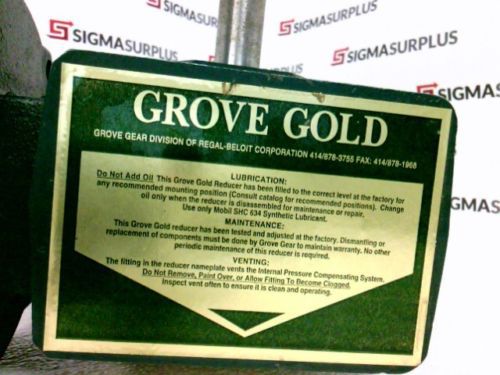 SIGMASURPLUS
SIGMASURPLUS
SIGMASURPLUS
GROVE GOLD
GROVE GEAR DIVISION OF REGAL-BELOIT CORPORATION 414/878-3755 FAX: 414/878-1968
LUBRICATION:
Do Not Add Oil This Grove Gold Reducer has been filled to the correct level at the factory for
any recommended mounting position (Consult catalog for recommended positions). Change
oil only when the reducer is disassembled for maintenance or repair.
Use only Mobil SHC 634 Synthetic Lubricant.
MAINTENANCE:
This Grove Gold reducer has been tested and adjusted at the factory. Dismantling or
replacement of components must be done by Grove Gear to maintain warranty. No other
periodic maintenance of this reducer is required.
VENTING:
The fitting in the reducer nameplate vents the Internal Pressure Compensating System.
Do Not Remove, Paint Over, or Allow Fitting To Become Clogged.
Inspect vent often to ensure it is clean and operating.